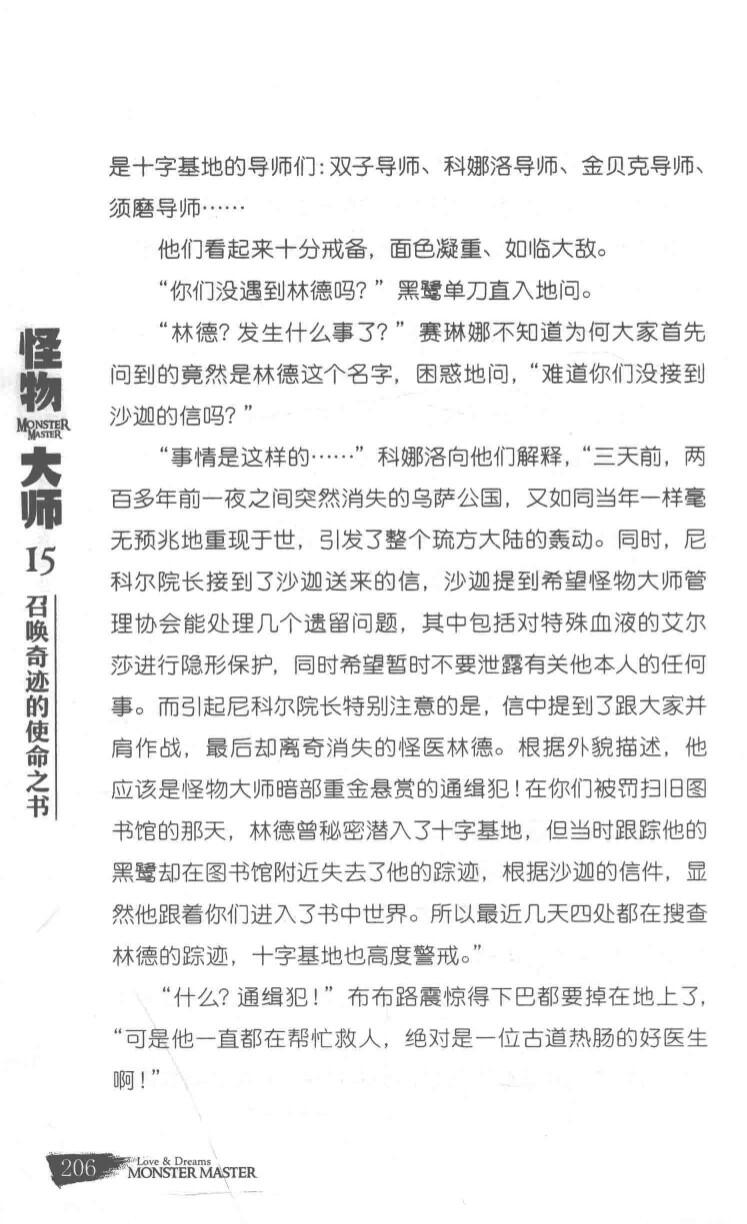 是十字基地的导师们：双子导师、科娜洛导师、金贝克导师、
须磨导师……
他们看起来十分戒备，面色凝重、如临大敌。
“你们没遇到林德吗？”黑鹭单刀直入地问。
“林德？发生什么事了？”赛琳娜不知道为何大家首先
问到的竟然是林德这个名字，困惑地问，“难道你们没接到
沙迦的信吗？”
“事情是这样的……”科娜洛向他们解释，“三天前，两
百多年前一夜之间突然消失的乌萨公国，又如同当年一样毫
无预兆地重现于世，引发了整个琉方大陆的轰动。同时，尼
科尔院长接到了沙迦送来的信，沙迦提到希望怪物大师管
理协会能处理几个遗留问题，其中包括对特殊血液的艾尔
莎进行隐形保护，同时希望暂时不要泄露有关他本人的任何
事。而引起尼科尔院长特别注意的是，信中提到了跟大家并
肩作战，最后却离奇消失的怪医林德。根据外貌描述，他
应该是怪物大师暗部重金悬赏的通缉犯！在你们被罚扫旧图
书馆的那天，林德曾秘密潜入了十字基地，但当时跟踪他的
黑鹭却在图书馆附近失去了他的踪迹，根据沙迦的信件，显
然他跟着你们进入了书中世界。所以最近几天四处都在搜查
林德的踪迹，十字基地也高度警戒。”
“什么？通缉犯！”布布路震惊得下巴都要掉在地上了，
“可是他一直都在帮忙救人，绝对是一位古道热肠的好医生
啊！”
怪物
MONSTER
MASTER
大师
15
召唤奇迹的使命之书
206
Love & Dreams
MONSTER MASTER